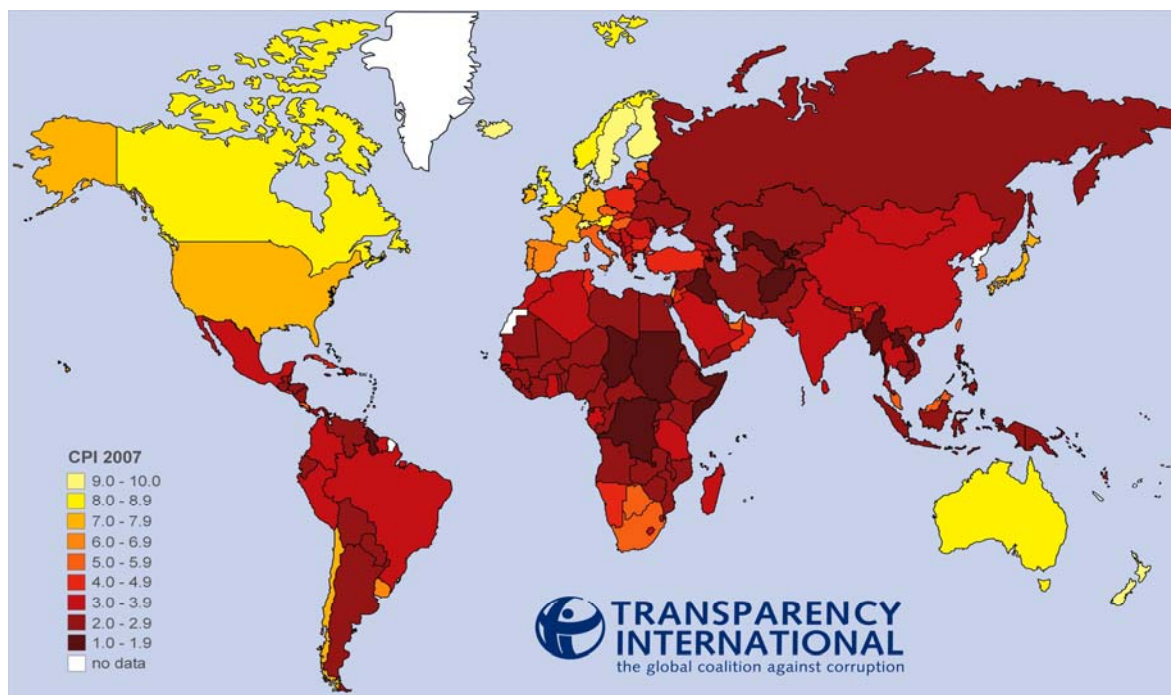 CPI 2007
9.0 - 10.0
8.0 - 8.9
7.0 - 7.9
6.0 - 6.9
5.0 - 5.9
4.0 - 4.9
3.0 - 3.9
2.0 - 2.9
1.0 - 1.9
no data
TRANSPARENCY
INTERNATIONAL
the global coalition against corruption